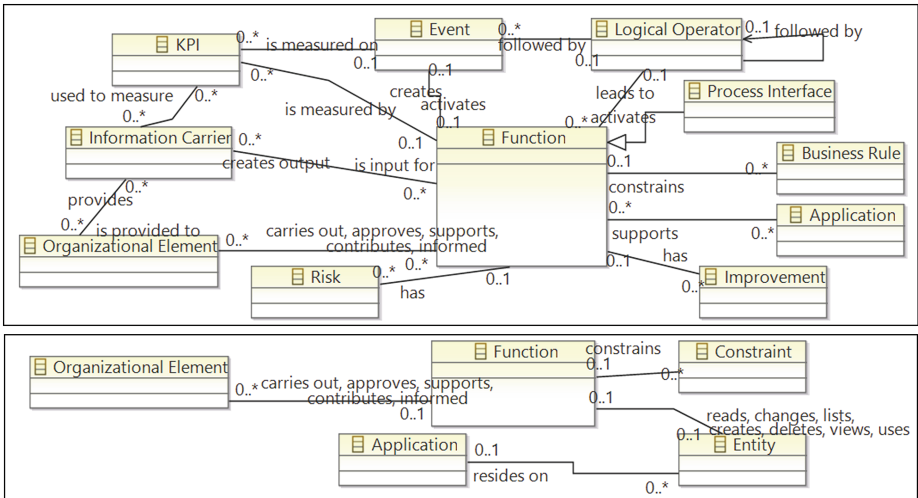 KPI
0..*
is measured on
0..1
Event
0..*
followed by
0..1
Logical Operator
0..1
followed by
0..*
used to measure
0..*
0..*
is measured by
0..1
creates
activates
0..1
0..1
leads to
0..*
activates
Process Interface
Information Carrier
0..*
creates output
is input for
0..1
0..*
Function
0..1
constrains
0..*
Business Rule
provides
0..*
0..*
is provided to
Organizational Element
0..*
carries out, approves, supports,
contributes, informed
0..*
0..*
supports
0..*
Application
0..1
has
0..*
Improvement
Risk
0..*
has
0..1
Organizational Element
0..*
carries out, approves, supports,
contributes, informed
0..1
Function
constrains
0..1
0..*
Constraint
0..1
reads, changes, lists,
creates, deletes, views, uses
0..1
Entity
Application
0..1
resides on
0..*